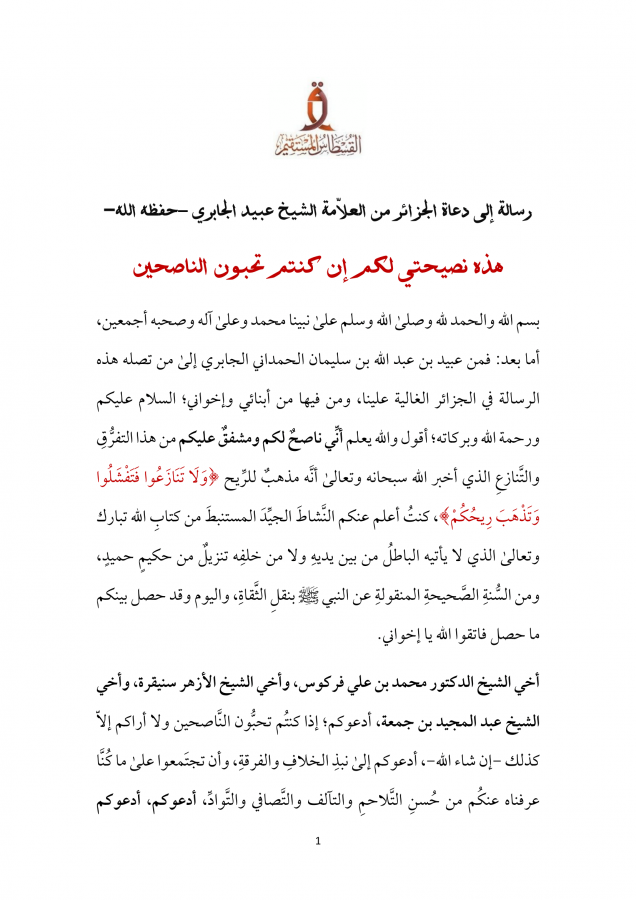 القسطاس المستقيم
رسالة إلى دعاة الجزائر من العلاّمة الشيخ عبيد الجابري –حفظه الله–
هذه نصيحتي لكم إن كنتم تحبون الناصحين
بسم الله والحمد لله وصلىٰ الله وسلم علىٰ نبينا محمد وعلىٰ آله وصحبه أجمعين،
أما بعد: فمن عبيد بن عبد الله بن سليمان الحمداني الجابري إلىٰ من تصله هذه
الرسالة في الجزائر الغالية علينا، ومن فيها من أبنائي وإخواني؛ السلام عليكم
ورحمة الله وبركاته؛ أقول والله يعلم أنِّي ناصحٌ لكم ومشفقٌ عليكم من هذا التفرُّقِ
والتَّنازعِ الذي أخبر الله سبحانه وتعالىٰ أنَّه مذهبٌ للرِّيح ﴿وَلَا تَنَازَعُوا فَتَفْشَلُوا
وَتَذْهَبَ رِيحُكُمْ﴾، كنتُ أعلم عنكم النَّشاطَ الجيِّدَ المستنبطَ من كتابِ الله تبارك
وتعالىٰ الذي لا يأتيه الباطلُ من بين يديهِ ولا من خلفِه تنزيلٌ من حكيمٍ حميدٍ،
ومن السُّنةِ الصَّحيحةِ المنقولةِ عن النبي ﷺ بنقلِ الثَّقاةِ، واليوم وقد حصل بينكم
ما حصل فاتقوا الله يا إخواني.
أخي الشيخ الدكتور محمد بن علي فركوس، وأخي الشيخ الأزهر سنيقرة، وأخي
الشيخ عبد المجيد بن جمعة، أدعوكم؛ إذا كنتُم تحبُّون النَّاصحين ولا أراكم إلاّ
كذلك –إن شاء الله–، أدعوكم إلىٰ نبذِ الخلافِ والفرقةِ، وأن تجتَمعوا علىٰ ما كُنَّا
عرفناه عنكُم من حُسنِ التَّلاحمِ والتآلف والتَّصافي والتَّوادِّ، أدعوكم، أدعوكم
1